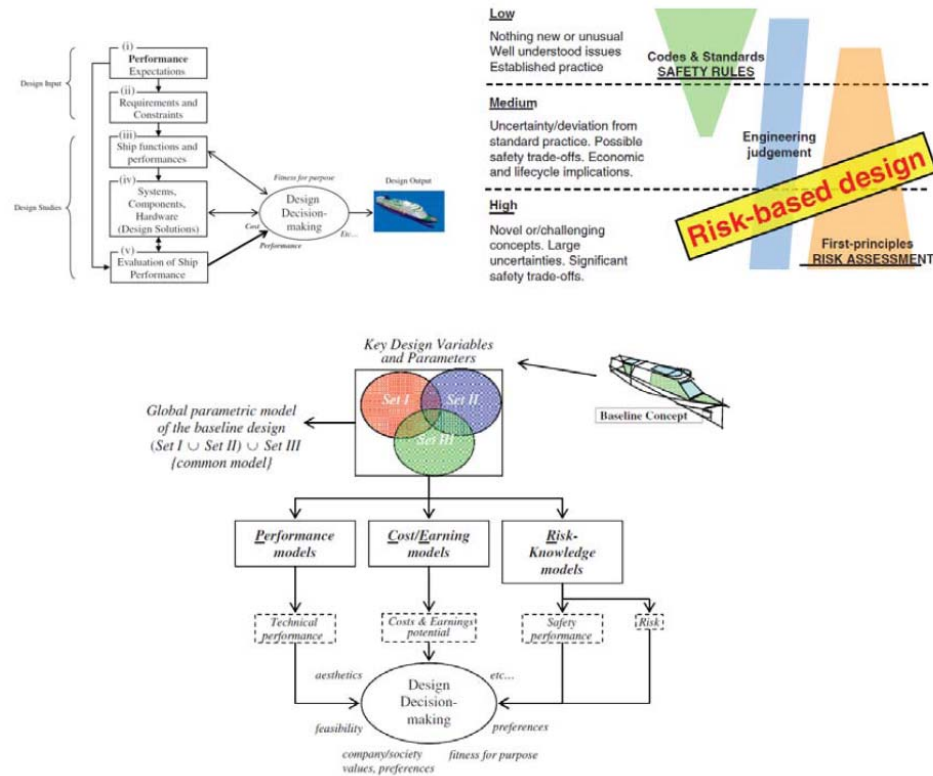 (i)
Performance
Expectations
Design Input
(ii)
Requirements and
Constraints
(iii)
Ship functions and
performances
(iv)
Systems,
Components,
Hardware
(Design Solutions)
Design Studies
(v)
Evaluation of Ship
Performance
Fitness for purpose
Design
Decision-
making
Cost
Performance
Etc...
Design Output
Low
Nothing new or unusual
Well understood issues
Established practice
Medium
Uncertainty/deviation from
standard practice. Possible
safety trade-offs. Economic
and lifecycle implications.
High
Novel or/challenging
concepts. Large
uncertainties. Significant
safety trade-offs.
Codes & Standards
SAFETY RULES
Engineering
judgement
Risk-based design
First-principles
RISK ASSESSMENT
Key Design Variables
and Parameters
Set I
Set II
Set III
Baseline Concept
Global parametric model
of the baseline design
(Set I ∪ Set II) ∪ Set III
{common model}
Performance
models
Cost/Earning
models
Risk-
Knowledge
models
Technical
performance
Costs & Earnings
potential
Safety
performance
Risk
aesthetics
etc...
Design
Decision-
making
feasibility
preferences
company/society
values, preferences
fitness for purpose